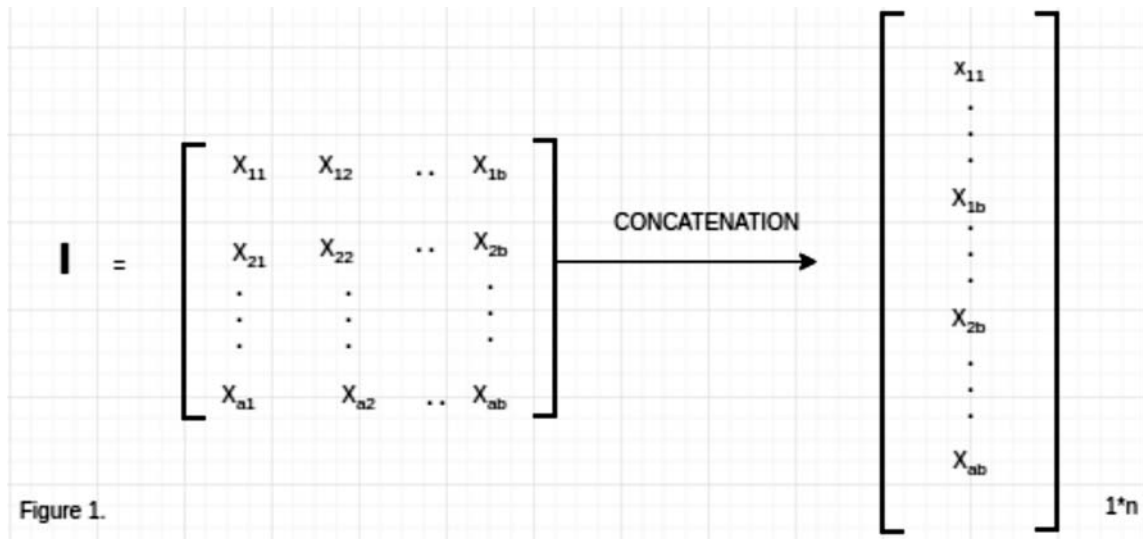 I =
X11 X12 .. X1b
X21 X22 .. X2b
. . .
. . .
. . .
Xa1 Xa2 .. Xab
CONCATENATION
x11
.
.
.
X1b
.
.
.
X2b
.
.
.
Xab
1*n
Figure 1.